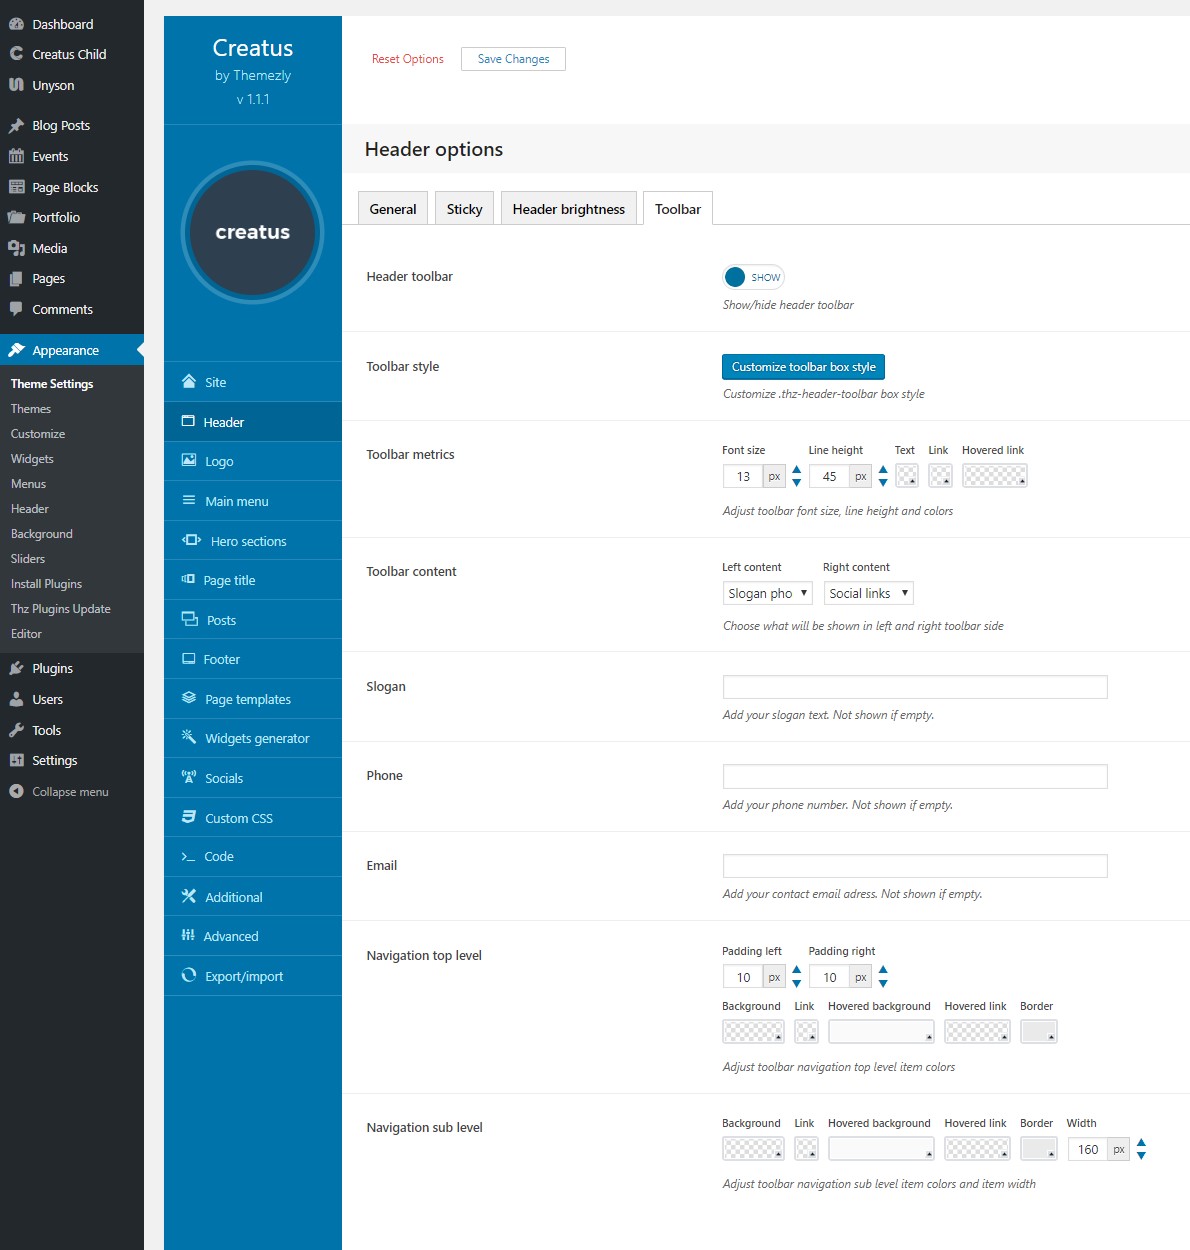 Dashboard
Creatus Child
Unyson
Blog Posts
Events
Page Blocks
Portfolio
Media
Pages
Comments
Appearance
Theme Settings
Themes
Customize
Widgets
Menus
Header
Background
Sliders
Install Plugins
Thz Plugins Update
Editor
Plugins
Users
Tools
Settings
Collapse menu
Creatus
by Themezly
v 1.1.1
creatus
Site
Header
Logo
Main menu
Hero sections
Page title
Posts
Footer
Page templates
Widgets generator
Socials
Custom CSS
Code
Additional
Advanced
Export/import
Reset Options Save Changes
Header options
General Sticky Header brightness Toolbar
Header toolbar
SHOW
Show/hide header toolbar
Toolbar style
Customize toolbar box style
Customize .thz-header-toolbar box style
Toolbar metrics
Font size Line height Text Link Hovered link
13 px 45 px
Adjust toolbar font size, line height and colors
Toolbar content
Left content Right content
Slogan pho Social links
Choose what will be shown in left and right toolbar side
Slogan
Add your slogan text. Not shown if empty.
Phone
Add your phone number. Not shown if empty.
Email
Add your contact email adress. Not shown if empty.
Navigation top level
Padding left Padding right
10 px 10 px
Background Link Hovered background Hovered link Border
Adjust toolbar navigation top level item colors
Navigation sub level
Background Link Hovered background Hovered link Border Width
160 px
Adjust toolbar navigation sub level item colors and item width